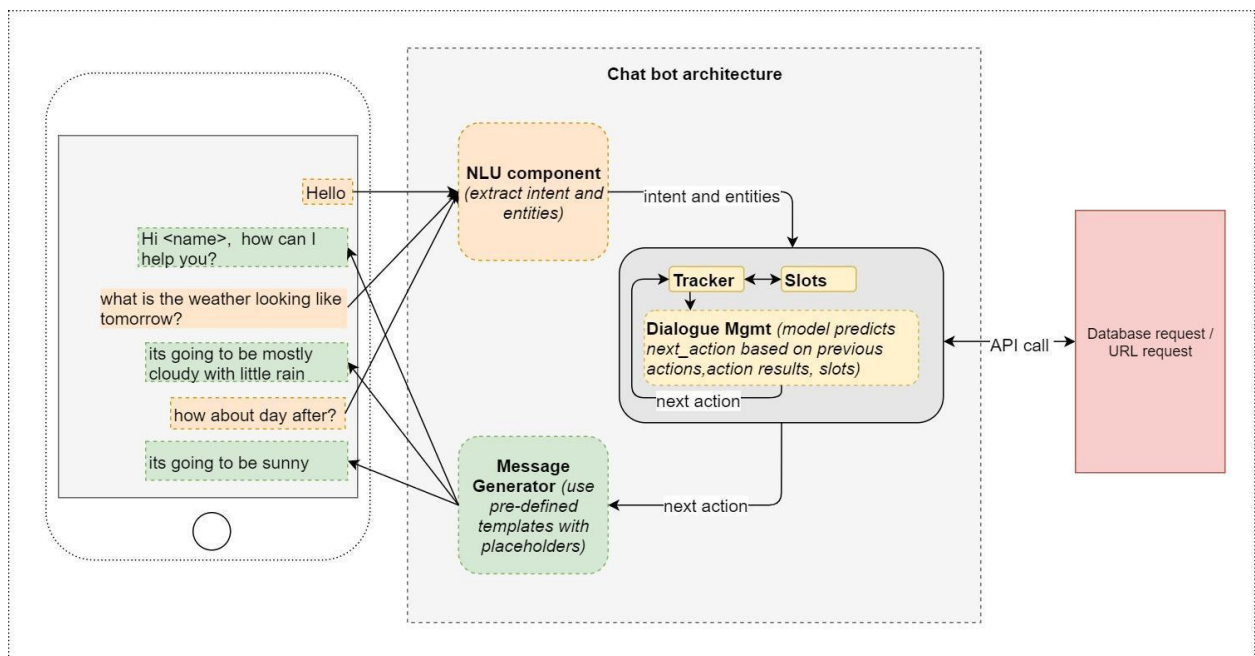 Chat bot architecture
Hello
Hi <name>,  how can I
help you?
what is the weather looking like
tomorrow?
its going to be mostly
cloudy with little rain
how about day after?
its going to be sunny
NLU component
(extract intent and
entities)
intent and entities
Tracker
Slots
Dialogue Mgmt (model predicts
next_action based on previous
actions,action results, slots)
next action
API call
Database request /
URL request
Message
Generator (use
pre-defined
templates with
placeholders)
next action